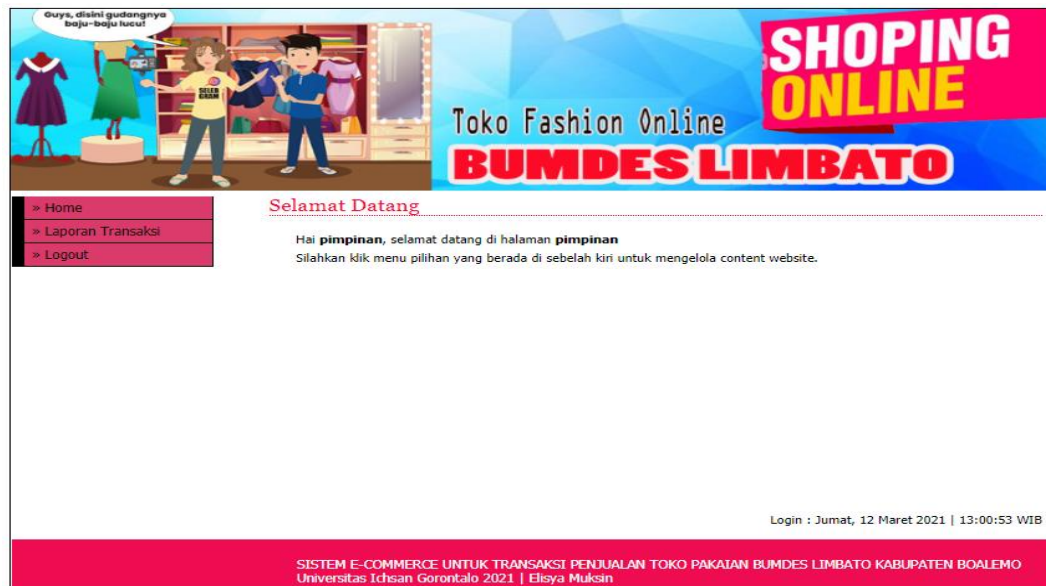 Guys, disini gudangnya
baju-baju lucu!
SELEB
GRAM
SHOPING
ONLINE
Toko Fashion Online
BUMDES LIMBATO
» Home
» Laporan Transaksi
» Logout
Selamat Datang
Hai pimpinan, selamat datang di halaman pimpinan
Silahkan klik menu pilihan yang berada di sebelah kiri untuk mengelola content website.
Login : Jumat, 12 Maret 2021 | 13:00:53 WIB
SISTEM E-COMMERCE UNTUK TRANSAKSI PENJUALAN TOKO PAKAIAN BUMDES LIMBATO KABUPATEN BOALEMO
Universitas Ichsan Gorontalo 2021 | Elisya Muksin